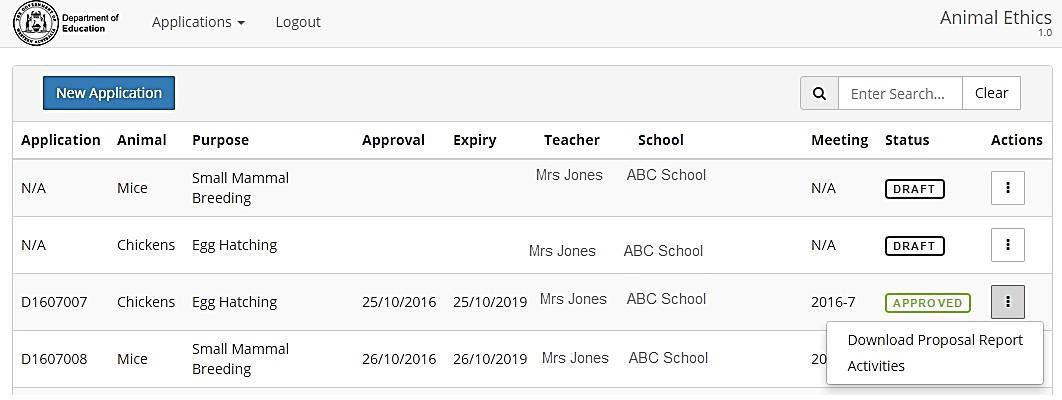 Department of
Education
Applications
Logout
Animal Ethics
1.0
New Application
Enter Search...
Clear
Application Animal Purpose Approval Expiry Teacher School Meeting Status Actions
N/A Mice Small Mammal Breeding Mrs Jones ABC School N/A DRAFT
N/A Chickens Egg Hatching Mrs Jones ABC School N/A DRAFT
D1607007 Chickens Egg Hatching 25/10/2016 25/10/2019 Mrs Jones ABC School 2016-7 APPROVED
Download Proposal Report
Activities
D1607008 Mice Small Mammal Breeding 26/10/2016 26/10/2019 Mrs Jones ABC School 20